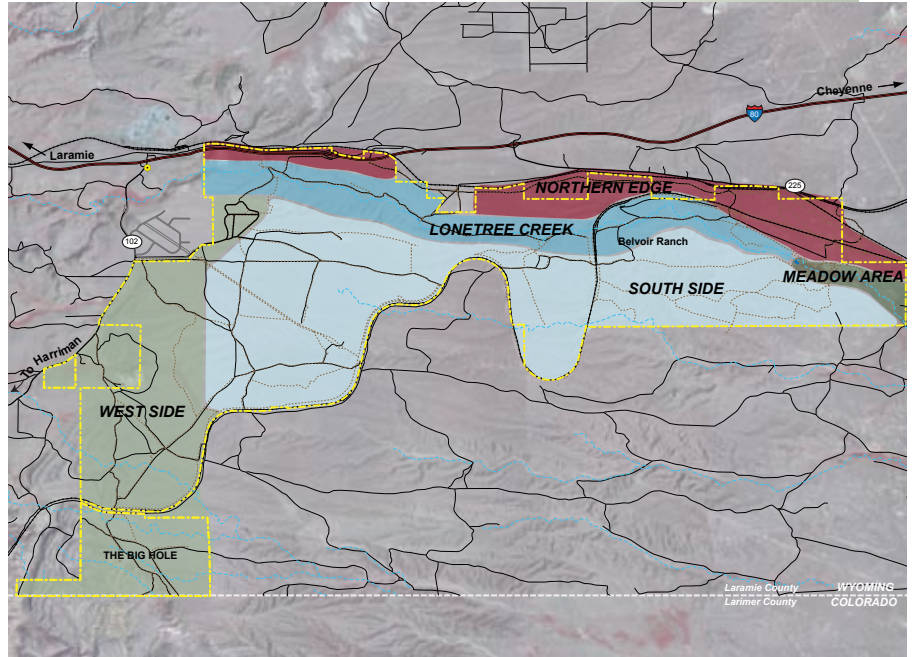 Cheyenne
80
Laramie
NORTHERN EDGE
225
LONETREE CREEK
102
Belvoir Ranch
MEADOW AREA
SOUTH SIDE
To Harriman
WEST SIDE
THE BIG HOLE
Laramie County WYOMING
Larimer County COLORADO